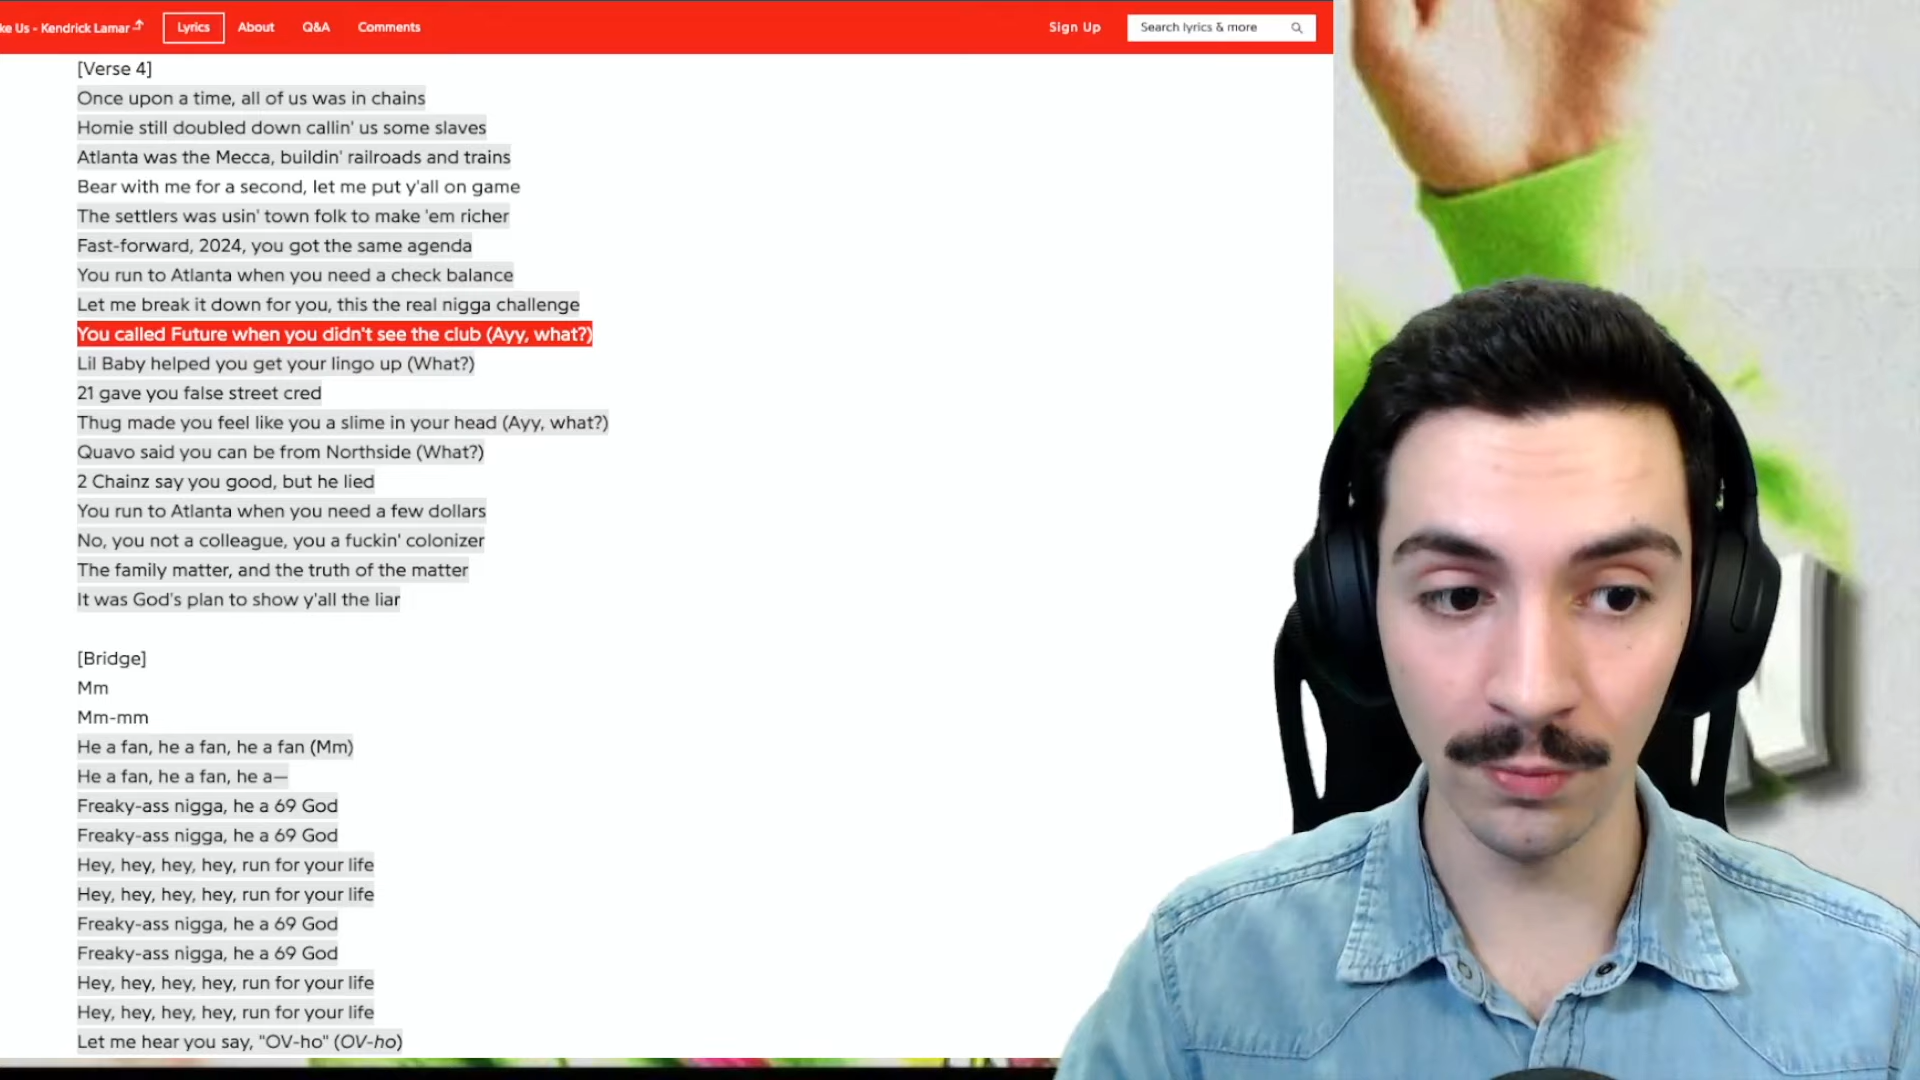 ke Us - Kendrick Lamar
Lyrics
About
Q&A
Comments
Sign Up
Search lyrics & more
[Verse 4]
Once upon a time, all of us was in chains
Homie still doubled down callin' us some slaves
Atlanta was the Mecca, buildin' railroads and trains
Bear with me for a second, let me put y'all on game
The settlers was usin' town folk to make 'em richer
Fast-forward, 2024, you got the same agenda
You run to Atlanta when you need a check balance
Let me break it down for you, this the real nigga challenge
You called Future when you didn't see the club (Ayy, what?)
Lil Baby helped you get your lingo up (What?)
21 gave you false street cred
Thug made you feel like you a slime in your head (Ayy, what?)
Quavo said you can be from Northside (What?)
2 Chainz say you good, but he lied
You run to Atlanta when you need a few dollars
No, you not a colleague, you a fuckin' colonizer
The family matter, and the truth of the matter
It was God's plan to show y'all the liar
[Bridge]
Mm
Mm-mm
He a fan, he a fan, he a fan (Mm)
He a fan, he a fan, he a—
Freaky-ass nigga, he a 69 God
Freaky-ass nigga, he a 69 God
Hey, hey, hey, hey, run for your life
Hey, hey, hey, hey, run for your life
Freaky-ass nigga, he a 69 God
Freaky-ass nigga, he a 69 God
Hey, hey, hey, hey, run for your life
Hey, hey, hey, hey, run for your life
Let me hear you say, "OV-ho" (OV-ho)